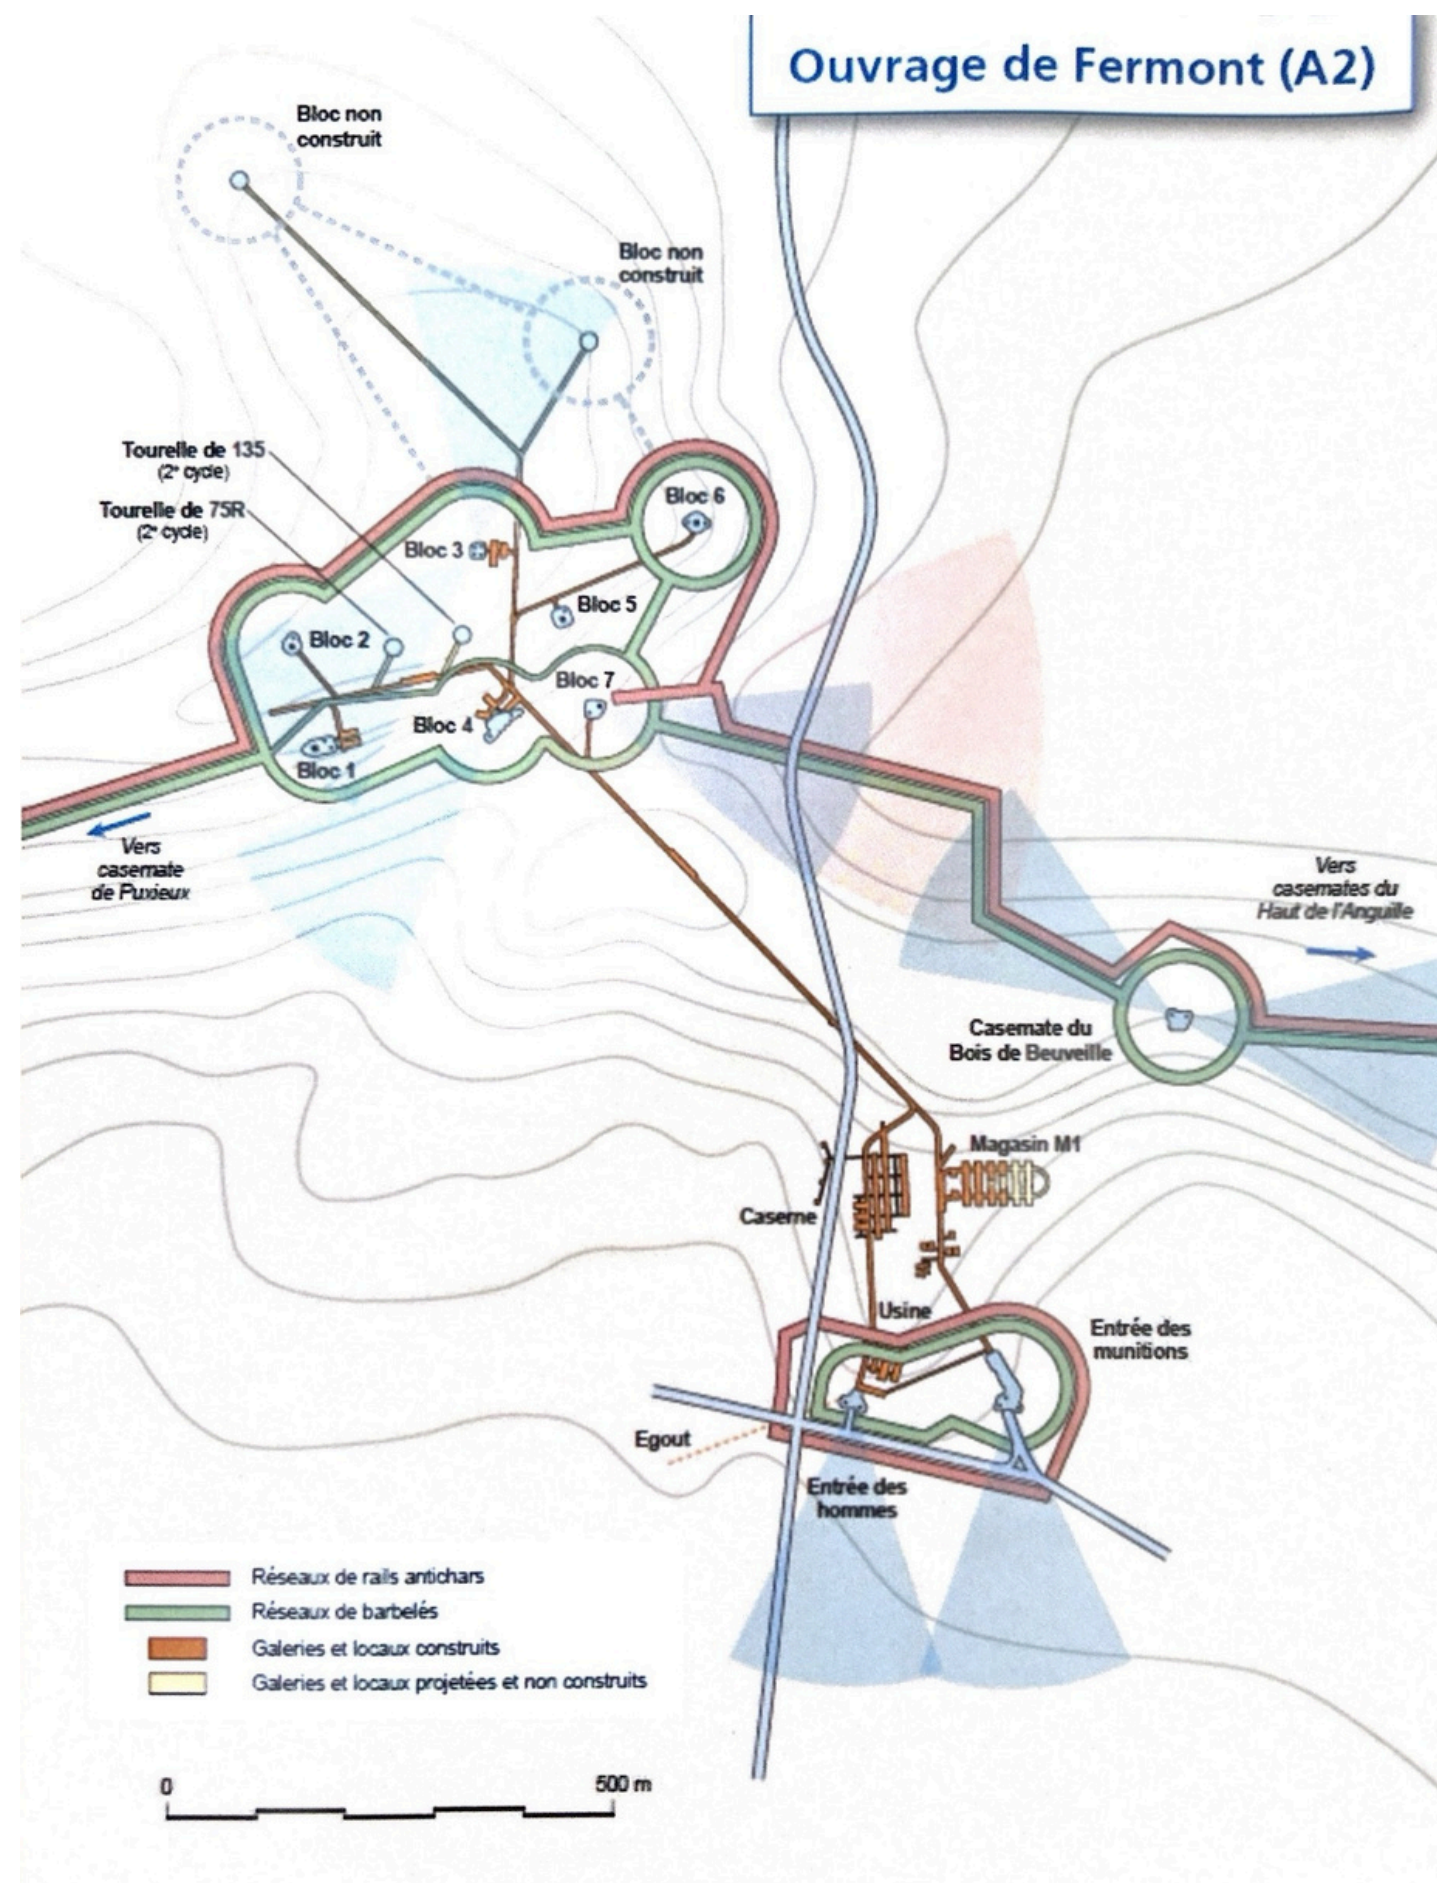 Ouvrage de Fermont (A2)
Bloc non
construit
Bloc non
construit
Tourelle de 135
(2e cycle)
Tourelle de 75R
(2e cycle)
Bloc 6
Bloc 3
Bloc 5
Bloc 2
Bloc 7
Bloc 4
Bloc 1
Vers
casemate
de Puxieux
Vers
casemates du
Haut de l'Anguille
Casemate du
Bois de Beuveille
Magasin M1
Caserne
Usine
Entrée des
munitions
Egout
Entrée des
hommes
Réseaux de rails antichars
Réseaux de barbelés
Galeries et locaux construits
Galeries et locaux projetées et non construits
0
500 m